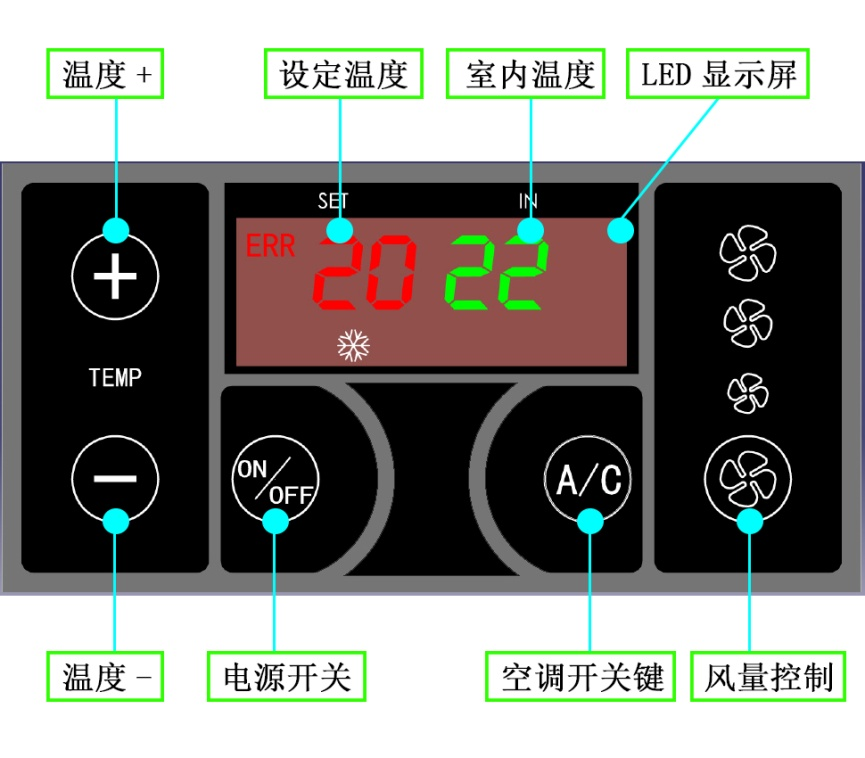 温度 +
设定温度
室内温度
LED 显示屏
SET
IN
ERR
20
22
TEMP
ON/OFF
A/C
温度 -
电源开关
空调开关键
风量控制